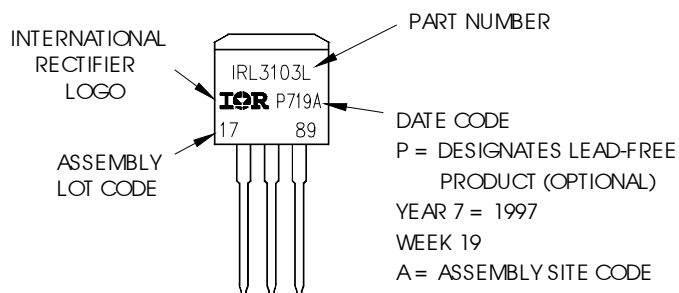 INTERNATIONAL
RECTIFIER
LOGO
ASSEMBLY
LOT CODE
IRL3103L
IOR P719A
17 89
PART NUMBER
DATE CODE
P = DESIGNATES LEAD-FREE
PRODUCT (OPTIONAL)
YEAR 7 = 1997
WEEK 19
A = ASSEMBLY SITE CODE